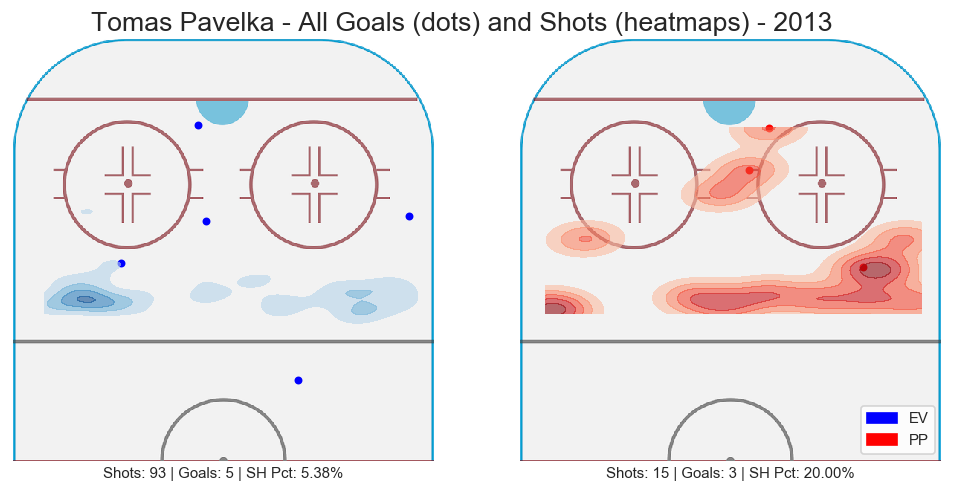 Tomas Pavelka - All Goals (dots) and Shots (heatmaps) - 2013
EV
PP
Shots: 93 | Goals: 5 | SH Pct: 5.38%
Shots: 15 | Goals: 3 | SH Pct: 20.00%